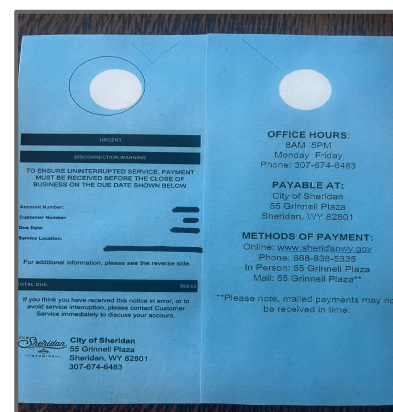 URGENT
DISCONNECTION WARNING
TO ENSURE UNINTERRUPTED SERVICE, PAYMENT
MUST BE RECEIVED BEFORE THE CLOSE OF
BUSINESS ON THE DUE DATE SHOWN BELOW
Account Number:
Customer Number:
Due Date:
Service Location:
For additional information, please see the reverse side.
TOTAL DUE:
If you think you have received this notice in error, or to
avoid service interruption, please contact Customer
Service immediately to discuss your account.
Sheridan
WYOMING
City of Sheridan
55 Grinnell Plaza
Sheridan, WY 82801
307-674-6483
OFFICE HOURS:
8AM 5PM
Monday Friday
Phone: 307-674-6483
PAYABLE AT:
City of Sheridan
55 Grinnell Plaza
Sheridan, WY 82801
METHODS OF PAYMENT:
Online: www.sheridanwy.gov
Phone: 888-838-5335
In Person: 55 Grinnell Plaza
Mail: 55 Grinnell Plaza**
**Please note, mailed payments may no
be received in time.